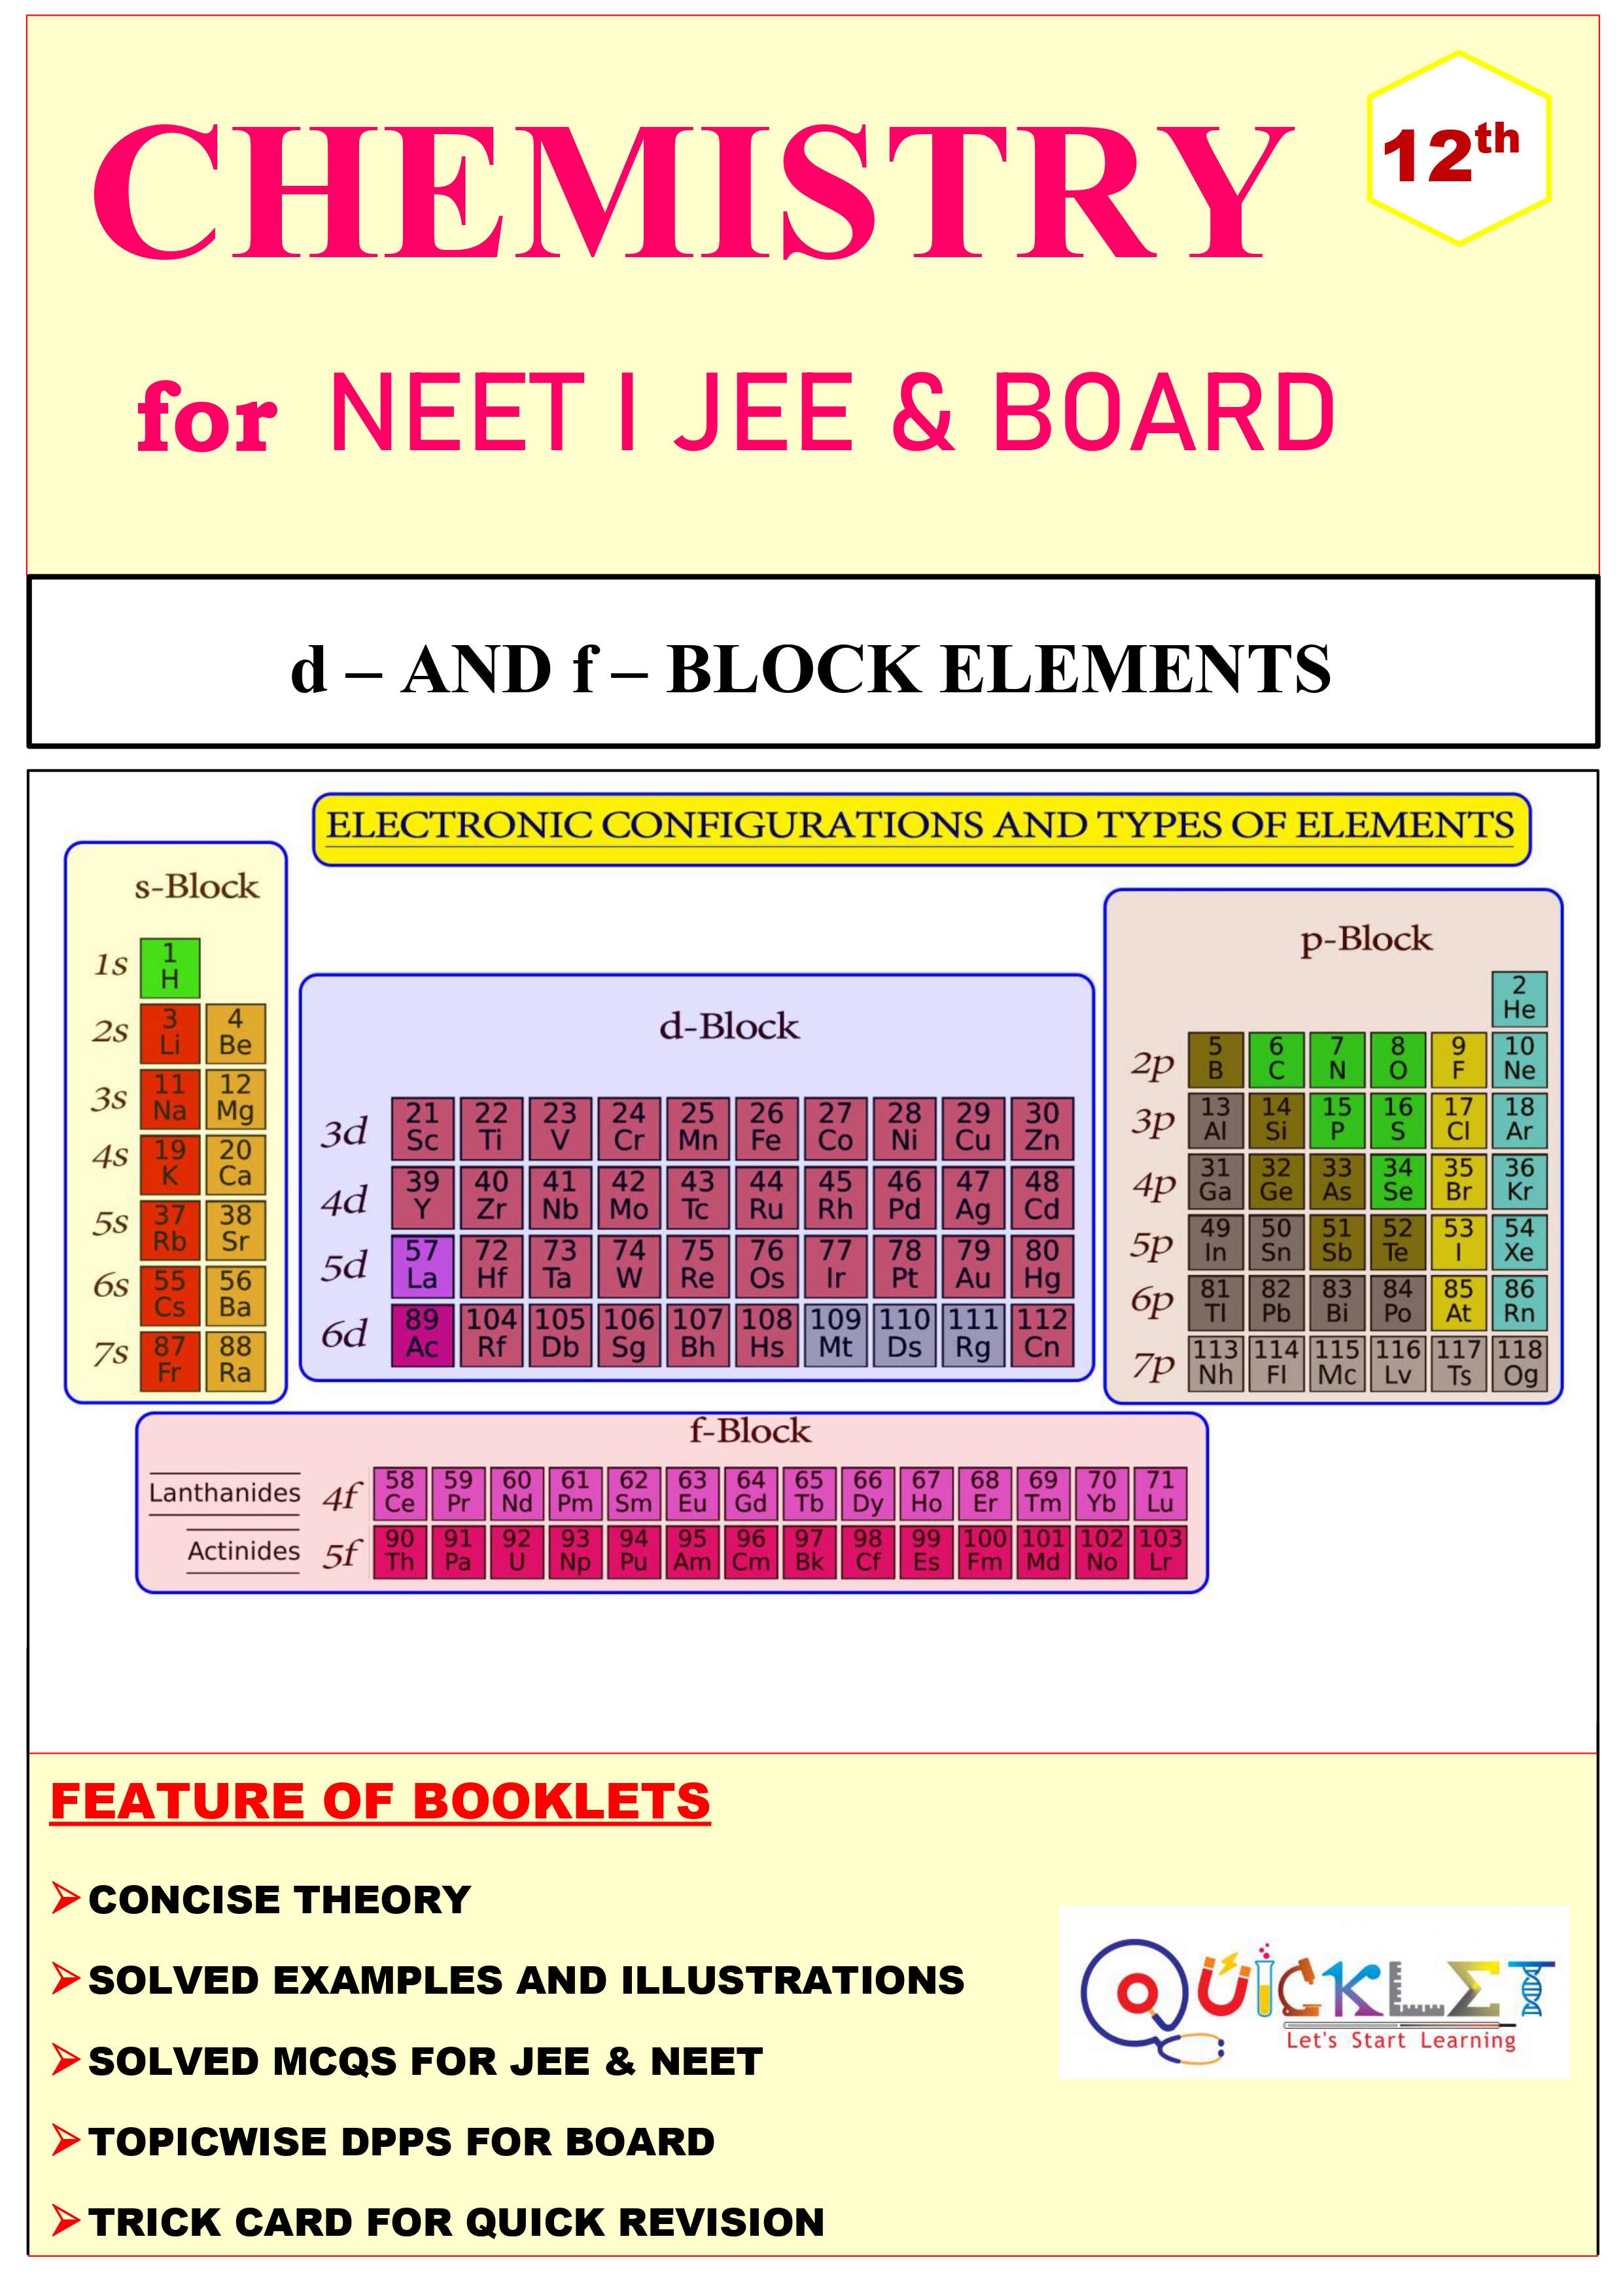 CHEMISTRY
12th
for NEET I JEE & BOARD
d – AND f – BLOCK ELEMENTS
ELECTRONIC CONFIGURATIONS AND TYPES OF ELEMENTS
s-Block
1s
1
H
2s
3 4
Li Be
3s
11 12
Na Mg
4s
19 20
K Ca
5s
37 38
Rb Sr
6s
55 56
Cs Ba
7s
87 88
Fr Ra
d-Block
3d
21 22 23 24 25 26 27 28 29 30
Sc Ti V Cr Mn Fe Co Ni Cu Zn
4d
39 40 41 42 43 44 45 46 47 48
Y Zr Nb Mo Tc Ru Rh Pd Ag Cd
5d
57 72 73 74 75 76 77 78 79 80
La Hf Ta W Re Os Ir Pt Au Hg
6d
89 104 105 106 107 108 109 110 111 112
Ac Rf Db Sg Bh Hs Mt Ds Rg Cn
p-Block
2
He
2p
5 6 7 8 9 10
B C N O F Ne
3p
13 14 15 16 17 18
Al Si P S Cl Ar
4p
31 32 33 34 35 36
Ga Ge As Se Br Kr
5p
49 50 51 52 53 54
In Sn Sb Te I Xe
6p
81 82 83 84 85 86
Tl Pb Bi Po At Rn
7p
113 114 115 116 117 118
Nh Fl Mc Lv Ts Og
f-Block
Lanthanides 4f
58 59 60 61 62 63 64 65 66 67 68 69 70 71
Ce Pr Nd Pm Sm Eu Gd Tb Dy Ho Er Tm Yb Lu
Actinides 5f
90 91 92 93 94 95 96 97 98 99 100 101 102 103
Th Pa U Np Pu Am Cm Bk Cf Es Fm Md No Lr
FEATURE OF BOOKLETS
CONCISE THEORY
SOLVED EXAMPLES AND ILLUSTRATIONS
SOLVED MCQS FOR JEE & NEET
TOPICWISE DPPS FOR BOARD
TRICK CARD FOR QUICK REVISION
QUICKLET
Let's Start Learning